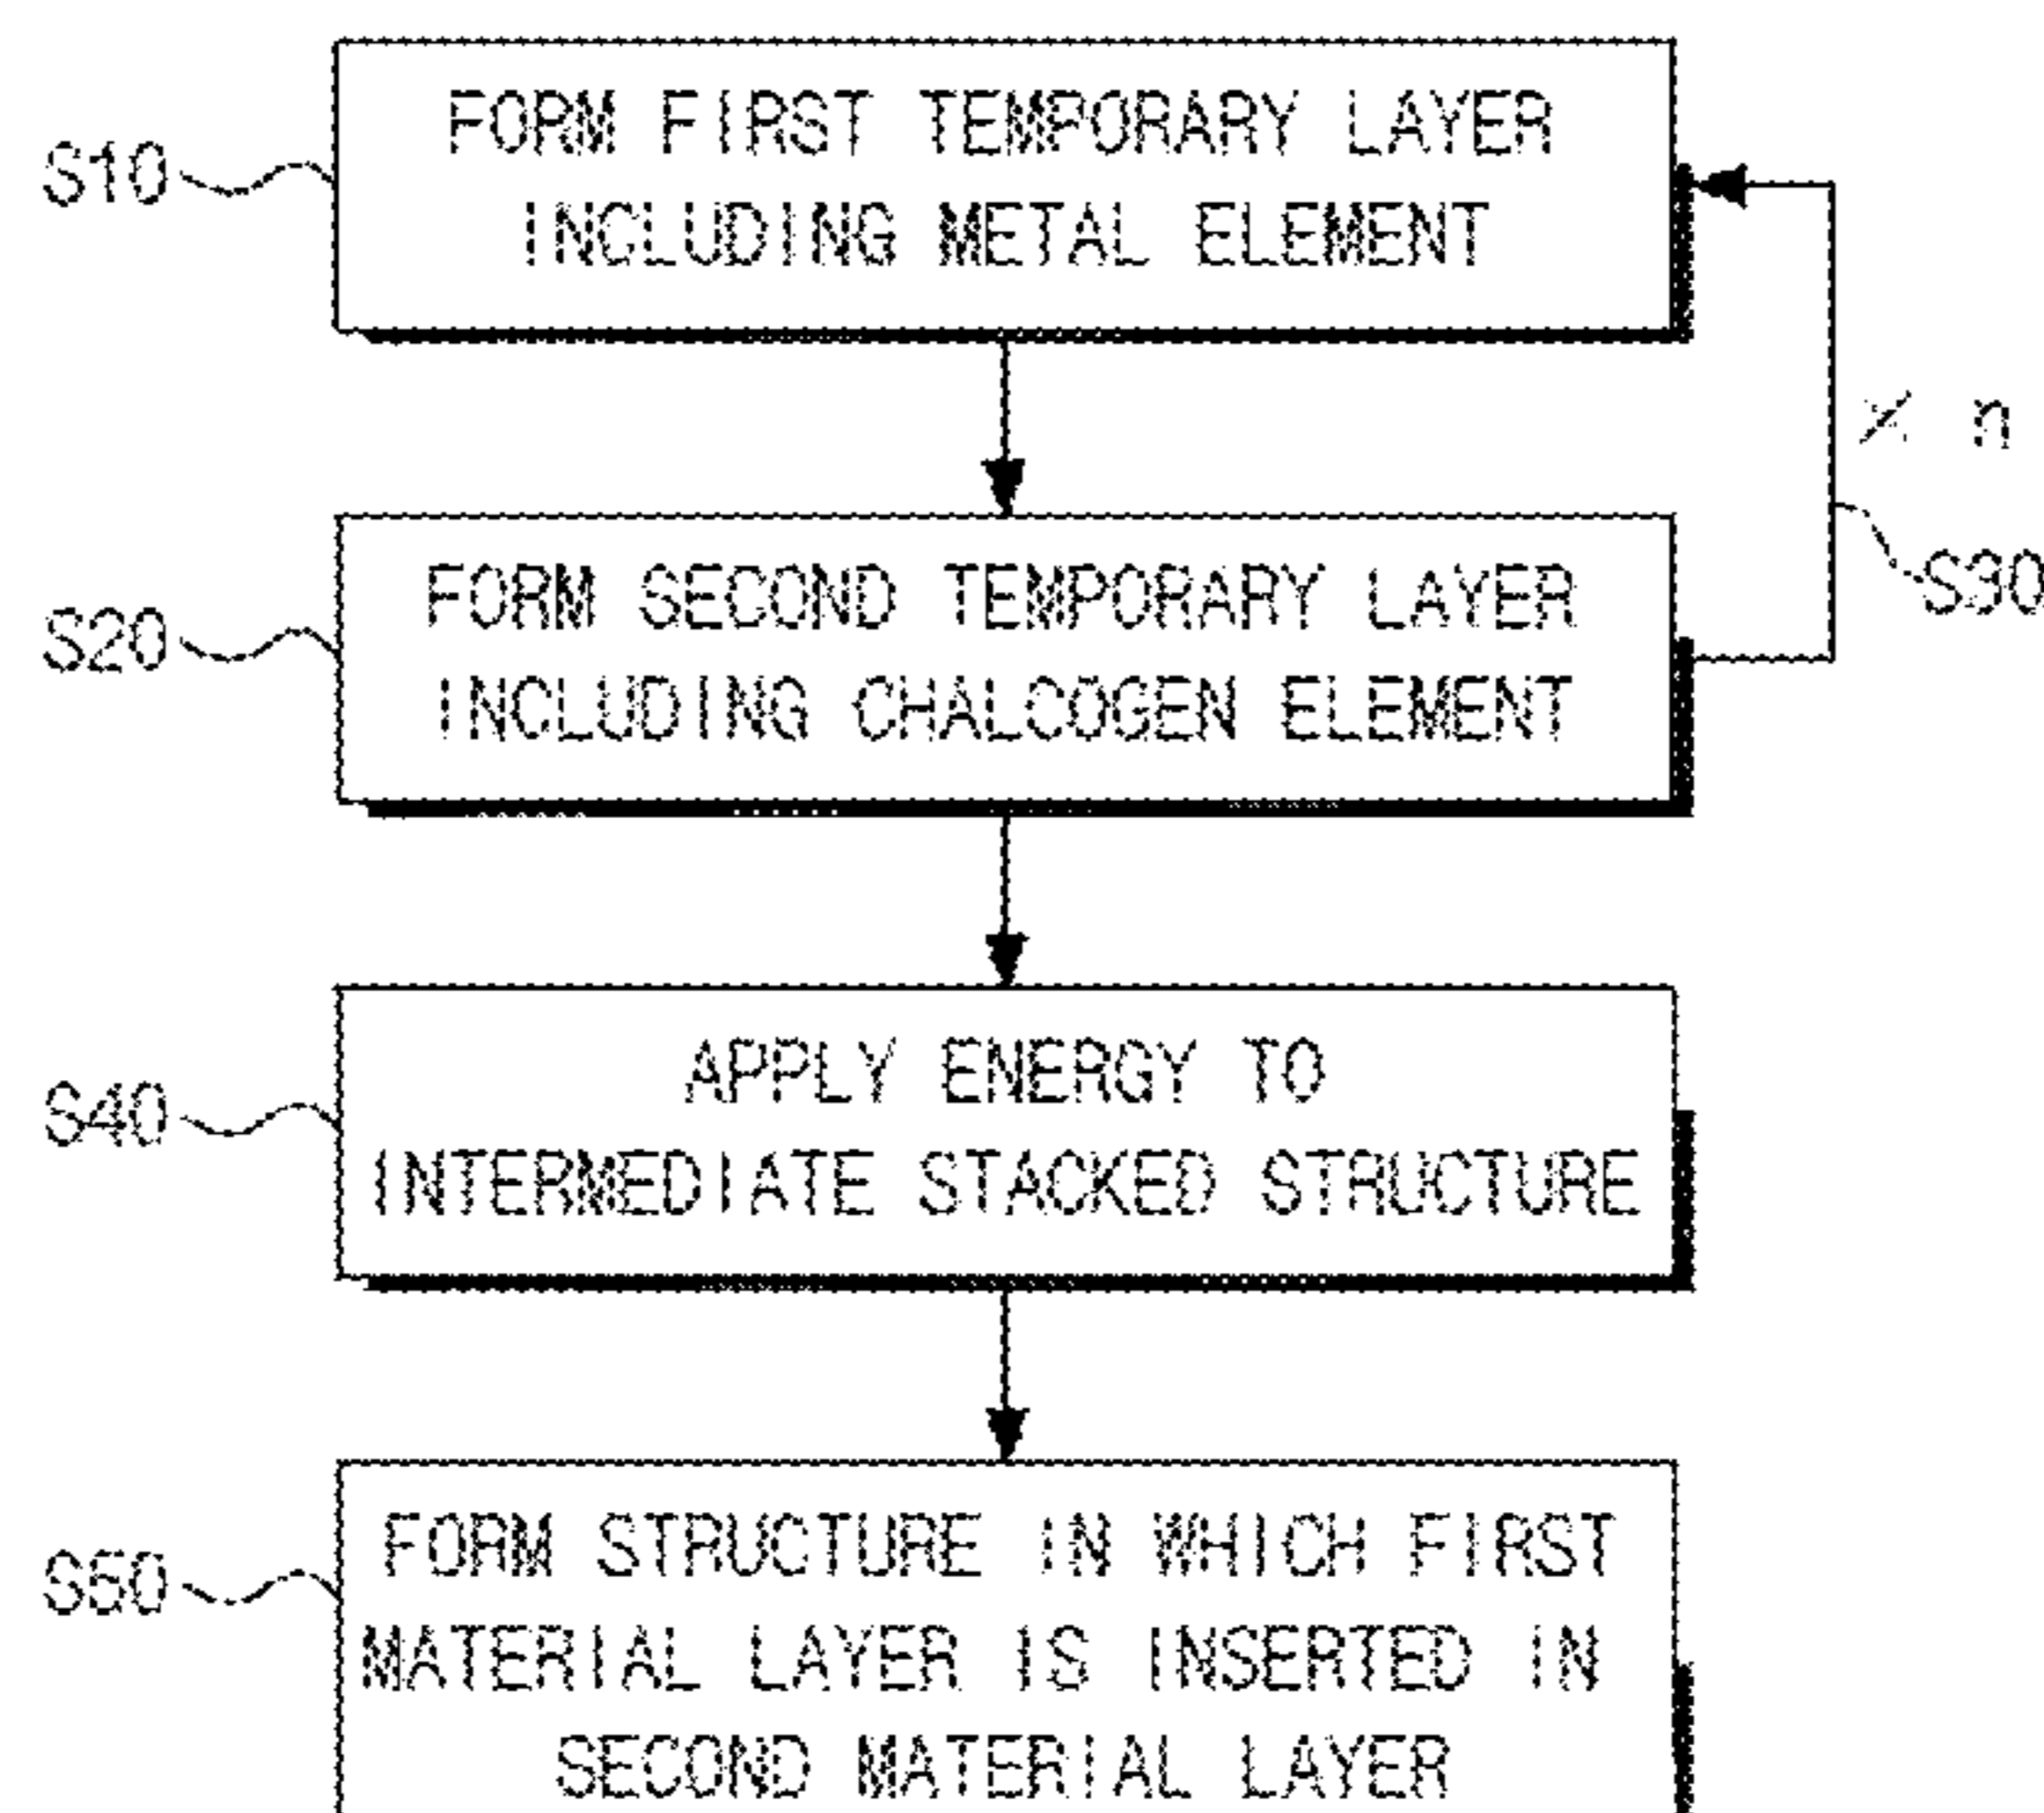 S10
FORM FIRST TEMPORARY LAYER
INCLUDING METAL ELEMENT
× n
S20
FORM SECOND TEMPORARY LAYER
INCLUDING CHALCOGEN ELEMENT
S30
S40
APPLY ENERGY TO
INTERMEDIATE STACKED STRUCTURE
S50
FORM STRUCTURE IN WHICH FIRST
MATERIAL LAYER IS INSERTED IN
SECOND MATERIAL LAYER